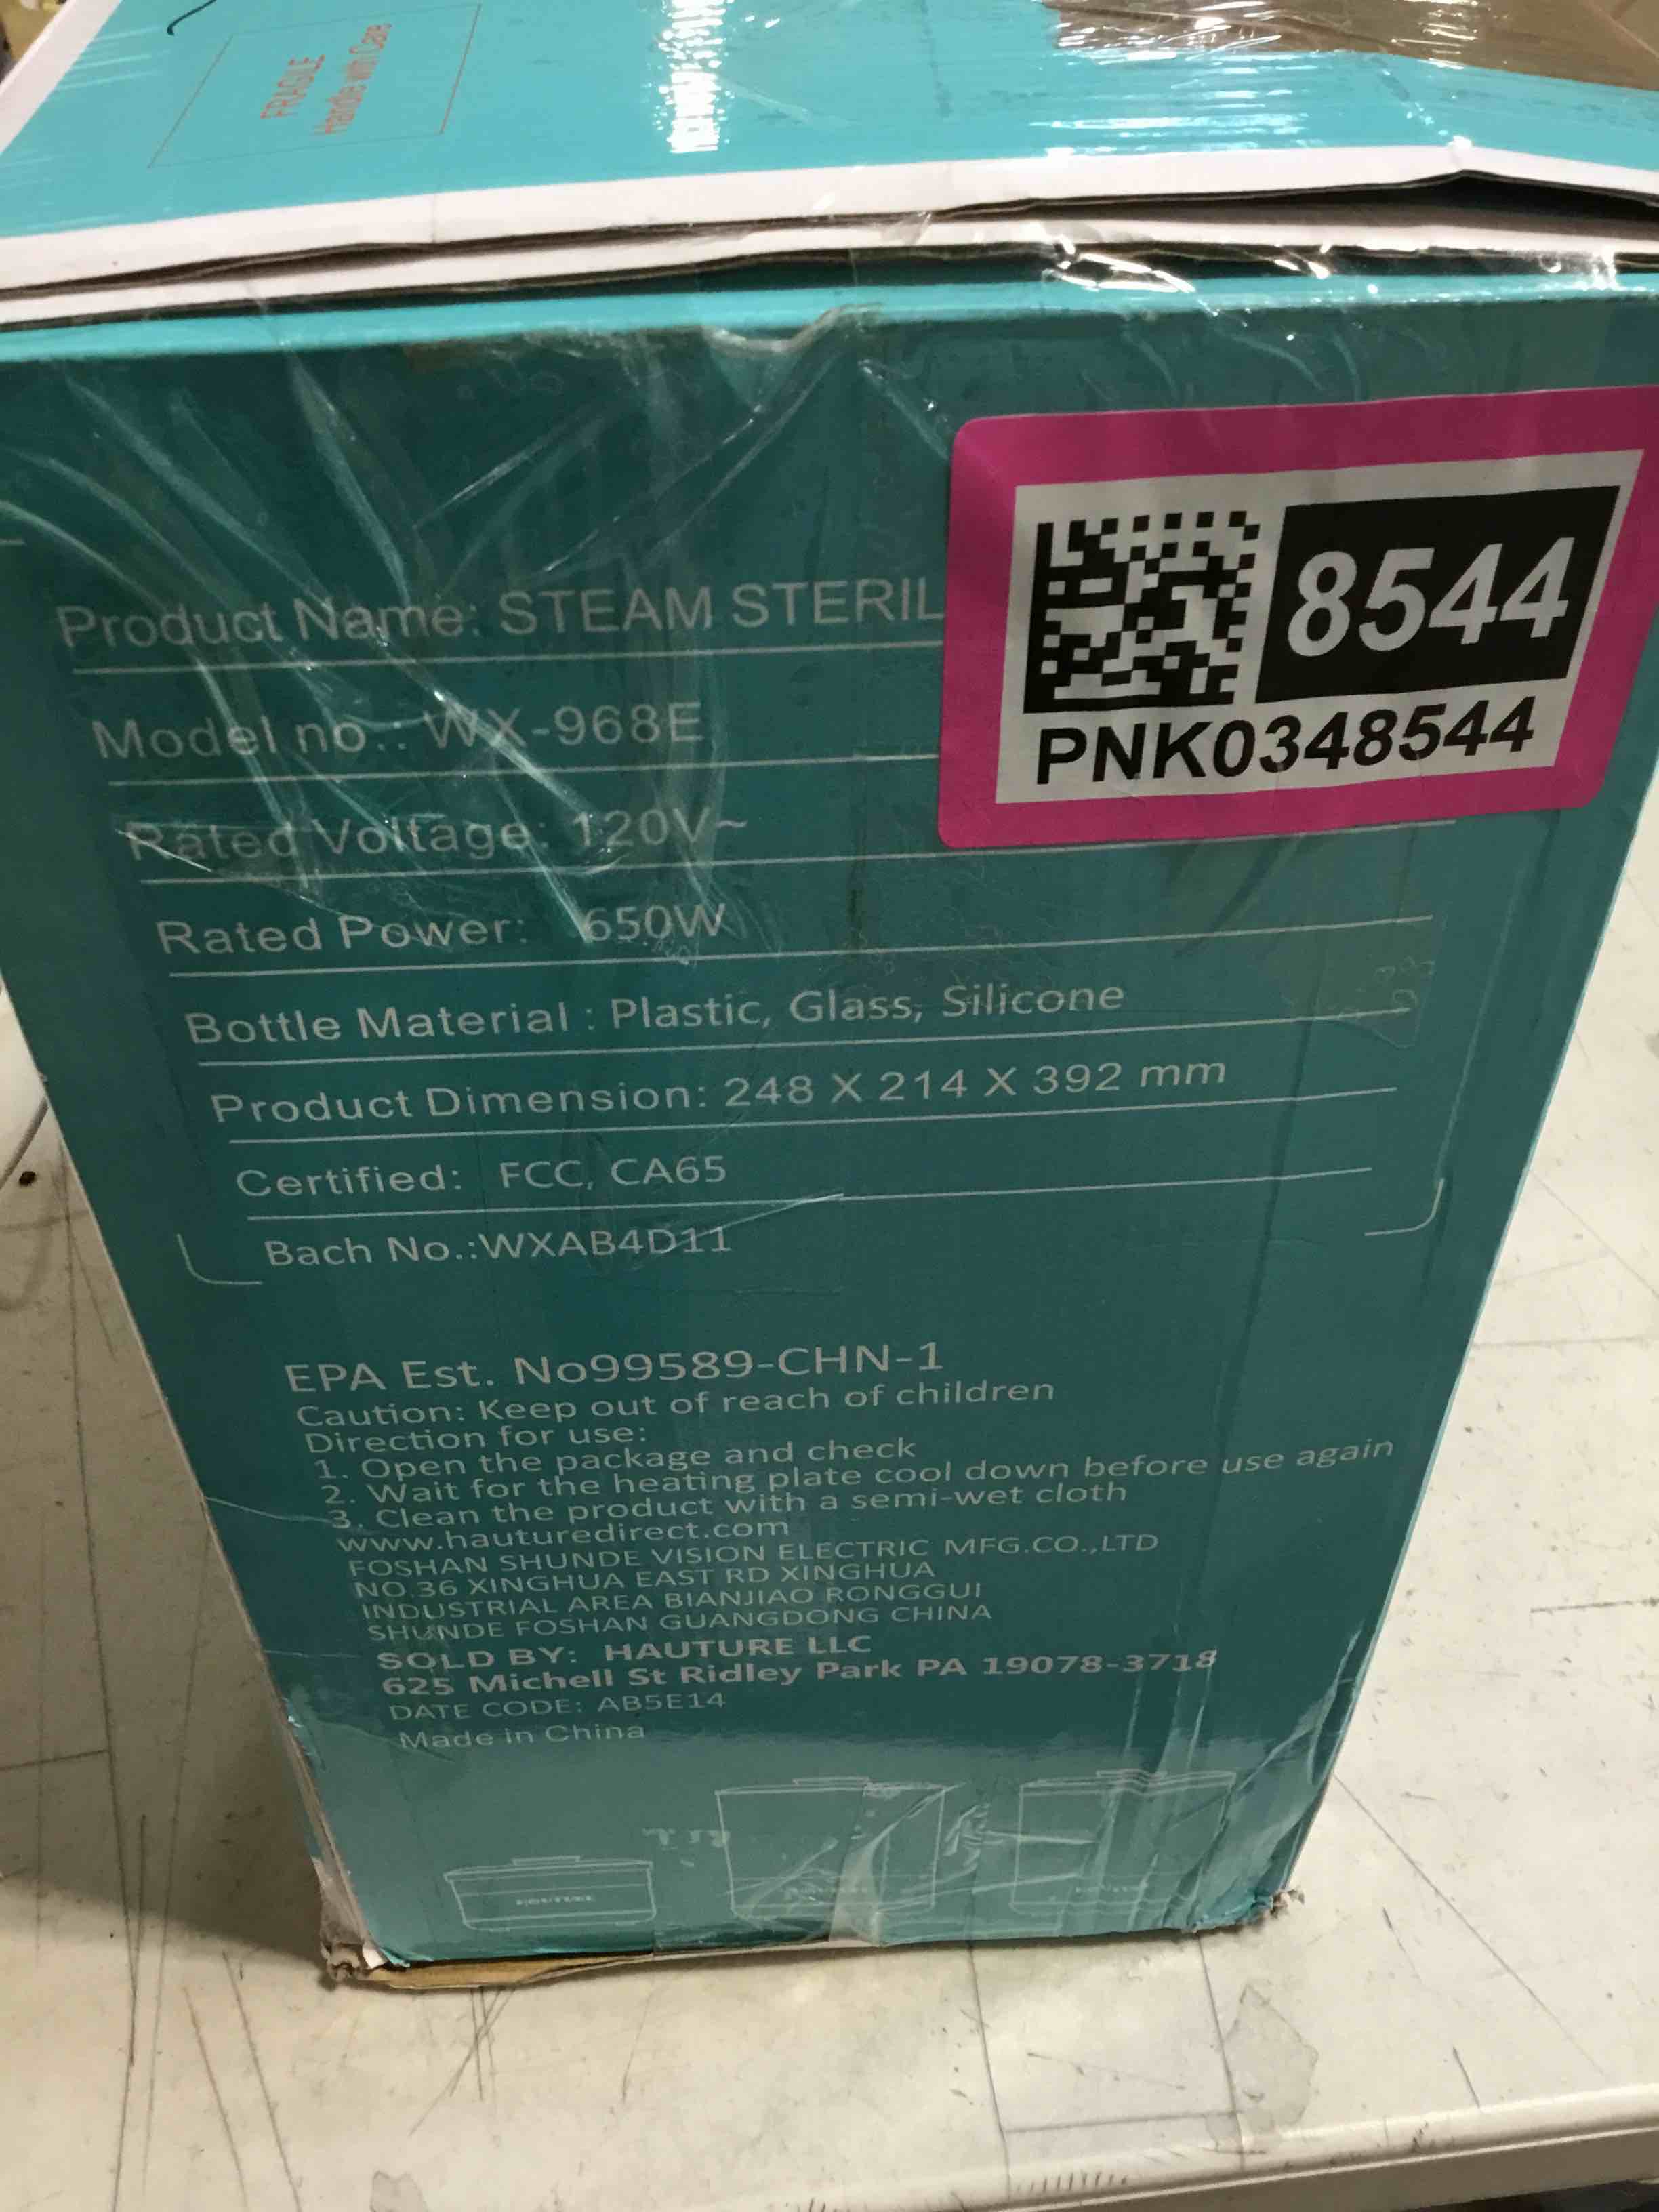 FRAGILE
Handle with Care
8544
PNK0348544
Product Name: STEAM STERIL
Model no.: WX-968E
Rated Voltage: 120V~
Rated Power: 650W
Bottle Material : Plastic, Glass, Silicone
Product Dimension: 248 X 214 X 392 mm
Certified: FCC, CA65
Bach No.:WXAB4D11
EPA Est. No99589-CHN-1
Caution: Keep out of reach of children
Direction for use:
1. Open the package and check
2. Wait for the heating plate cool down before use again
3. Clean the product with a semi-wet cloth
www.hauturedirect.com
FOSHAN SHUNDE VISION ELECTRIC MFG.CO.,LTD
NO.36 XINGHUA EAST RD XINGHUA
INDUSTRIAL AREA BIANJIAO RONGGUI
SHUNDE FOSHAN GUANGDONG CHINA
SOLD BY: HAUTURE LLC
625 Michell St Ridley Park PA 19078-3718
DATE CODE: AB5E14
Made in China